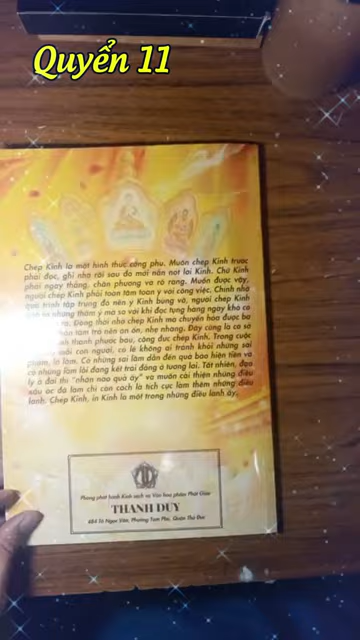 Quyển 11
Chép Kinh là một hình thức công phu. Muốn chép Kinh trước
phải đọc, ghi nhớ rồi sau đó mới nắn nót lại Kinh. Chữ Kinh
phải ngay thẳng, chân phương và rõ ràng. Muốn được vậy,
người chép Kinh phải toàn tâm toàn ý với công việc. Chính nhờ
quá trình tập trung đó nên ý Kinh bừng vỡ, người chép Kinh
những thâm ý mà so với khi đọc tụng hàng ngày khó có
ra. Đồng thời nhờ chép Kinh mà chuyển hóa được ba
trở nên ôn ổn, nhẹ nhàng. Đây cũng là cơ sở
thành phước báu, công đức chép Kinh. Trong cuộc
mỗi con người, có lẽ không ai tránh khỏi những sai
phạm, lỗi lầm. Có những sai lầm dẫn đến quả báo hiện tiền và
có những lầm lỗi đang kết trái đắng ở tương lai. Tất nhiên, đạo
lý ở đời thì "nhân nào quả ấy" và muốn cải thiện những điều
xấu ác đã làm chỉ còn cách là tích cực làm thêm những điều
lành. Chép Kinh, in Kinh là một trong những điều lành ấy.
Phòng phát hành Kinh sách và Văn hóa phẩm Phật Giáo
THANH DUY
Tô Ngọc Vân, Phường Tam Phú, Quận Thủ Đức